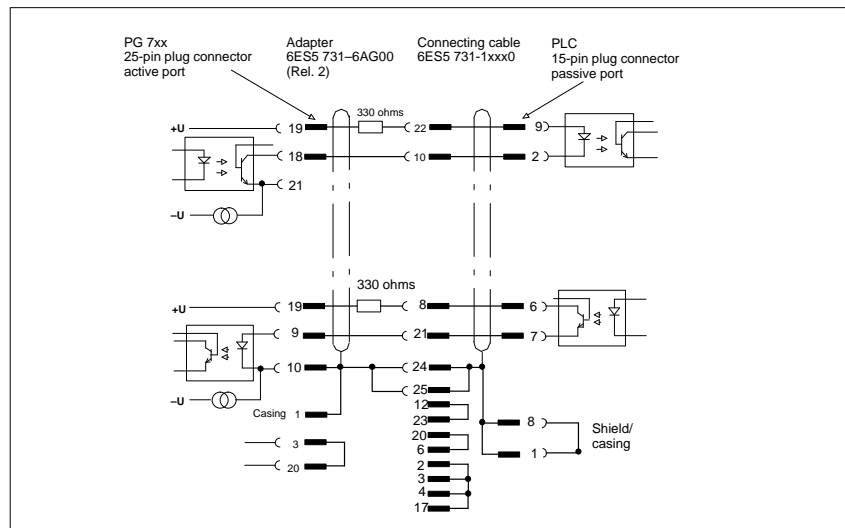 PG 7xx
25-pin plug connector
active port
Adapter
6ES5 731–6AG00
(Rel. 2)
Connecting cable
6ES5 731-1xxx0
PLC
15-pin plug connector
passive port
+U
19
330 ohms
22
9
18
10
2
21
–U
330 ohms
+U
19
8
6
9
21
7
10
24
–U
25
Casing 1
12
23
3
20
20
6
2
3
4
17
8
1
Shield/
casing